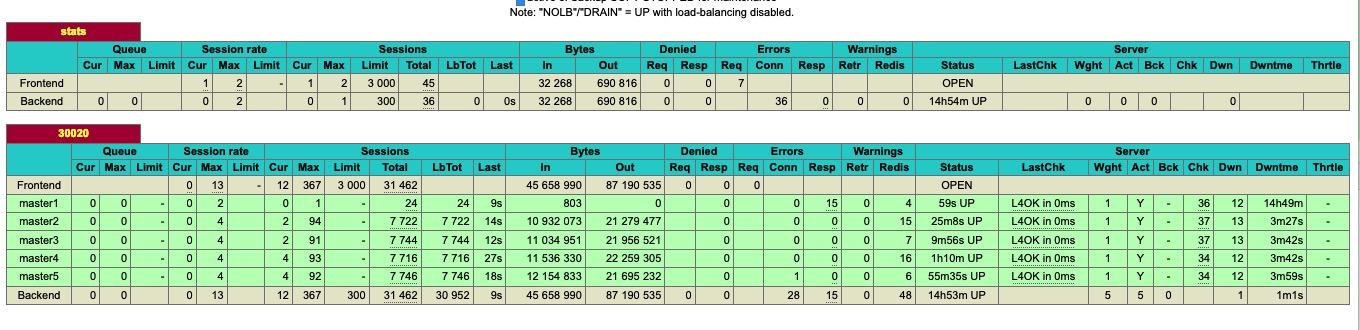 Note: "NOLB"/"DRAIN" = UP with load-balancing disabled.
stats
Queue Session rate Sessions Bytes Denied Errors Warnings Server
Cur Max Limit Cur Max Limit Cur Max Limit Total LbTot Last In Out Req Resp Req Conn Resp Retr Redis Status LastChk Wght Act Bck Chk Dwn Dwntme Thrtle
Frontend 1 2 - 1 2 3 000 45 32 268 690 816 0 0 7 OPEN
Backend 0 0 0 2 0 1 300 36 0 0s 32 268 690 816 0 0 36 0 0 0 14h54m UP 0 0 0 0
30020
Queue Session rate Sessions Bytes Denied Errors Warnings Server
Cur Max Limit Cur Max Limit Cur Max Limit Total LbTot Last In Out Req Resp Req Conn Resp Retr Redis Status LastChk Wght Act Bck Chk Dwn Dwntme Thrtle
Frontend 0 13 - 12 367 3 000 31 462 45 658 990 87 190 535 0 0 0 OPEN
master1 0 0 - 0 2 0 1 - 24 24 9s 803 0 0 0 15 0 4 59s UP L4OK in 0ms 1 Y - 36 12 14h49m -
master2 0 0 - 0 4 2 94 - 7 722 7 722 14s 10 932 073 21 279 477 0 0 0 0 15 25m8s UP L4OK in 0ms 1 Y - 37 13 3m27s -
master3 0 0 - 0 4 2 91 - 7 744 7 744 12s 11 034 951 21 956 521 0 0 0 0 7 9m56s UP L4OK in 0ms 1 Y - 37 13 3m42s -
master4 0 0 - 0 4 4 93 - 7 716 7 716 27s 11 536 330 22 259 305 0 0 0 0 16 1h10m UP L4OK in 0ms 1 Y - 34 12 3m42s -
master5 0 0 - 0 4 4 92 - 7 746 7 746 18s 12 154 833 21 695 232 0 1 0 0 6 55m35s UP L4OK in 0ms 1 Y - 34 12 3m59s -
Backend 0 0 0 13 12 367 300 31 462 30 952 9s 45 658 990 87 190 535 0 0 28 15 0 48 14h53m UP 5 5 0 1 1m1s